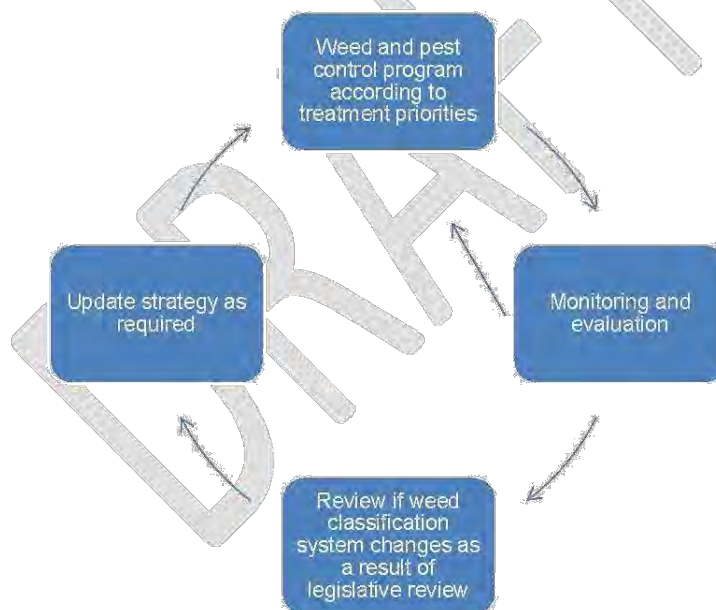 Weed and pest
control program
according to
treatment priorities
Update strategy as
required
Monitoring and
evaluation
Review if weed
classification
system changes as
a result of
legislative review
DRAFT